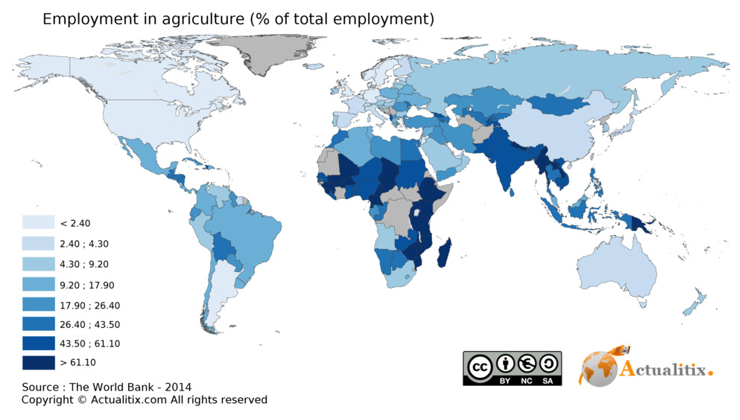 Employment in agriculture (% of total employment)
< 2.40
2.40 ; 4.30
4.30 ; 9.20
9.20 ; 17.90
17.90 ; 26.40
26.40 ; 43.50
43.50 ; 61.10
> 61.10
cc
BY NC SA
Actualitix.
Source : The World Bank - 2014
Copyright © Actualitix.com All rights reserved